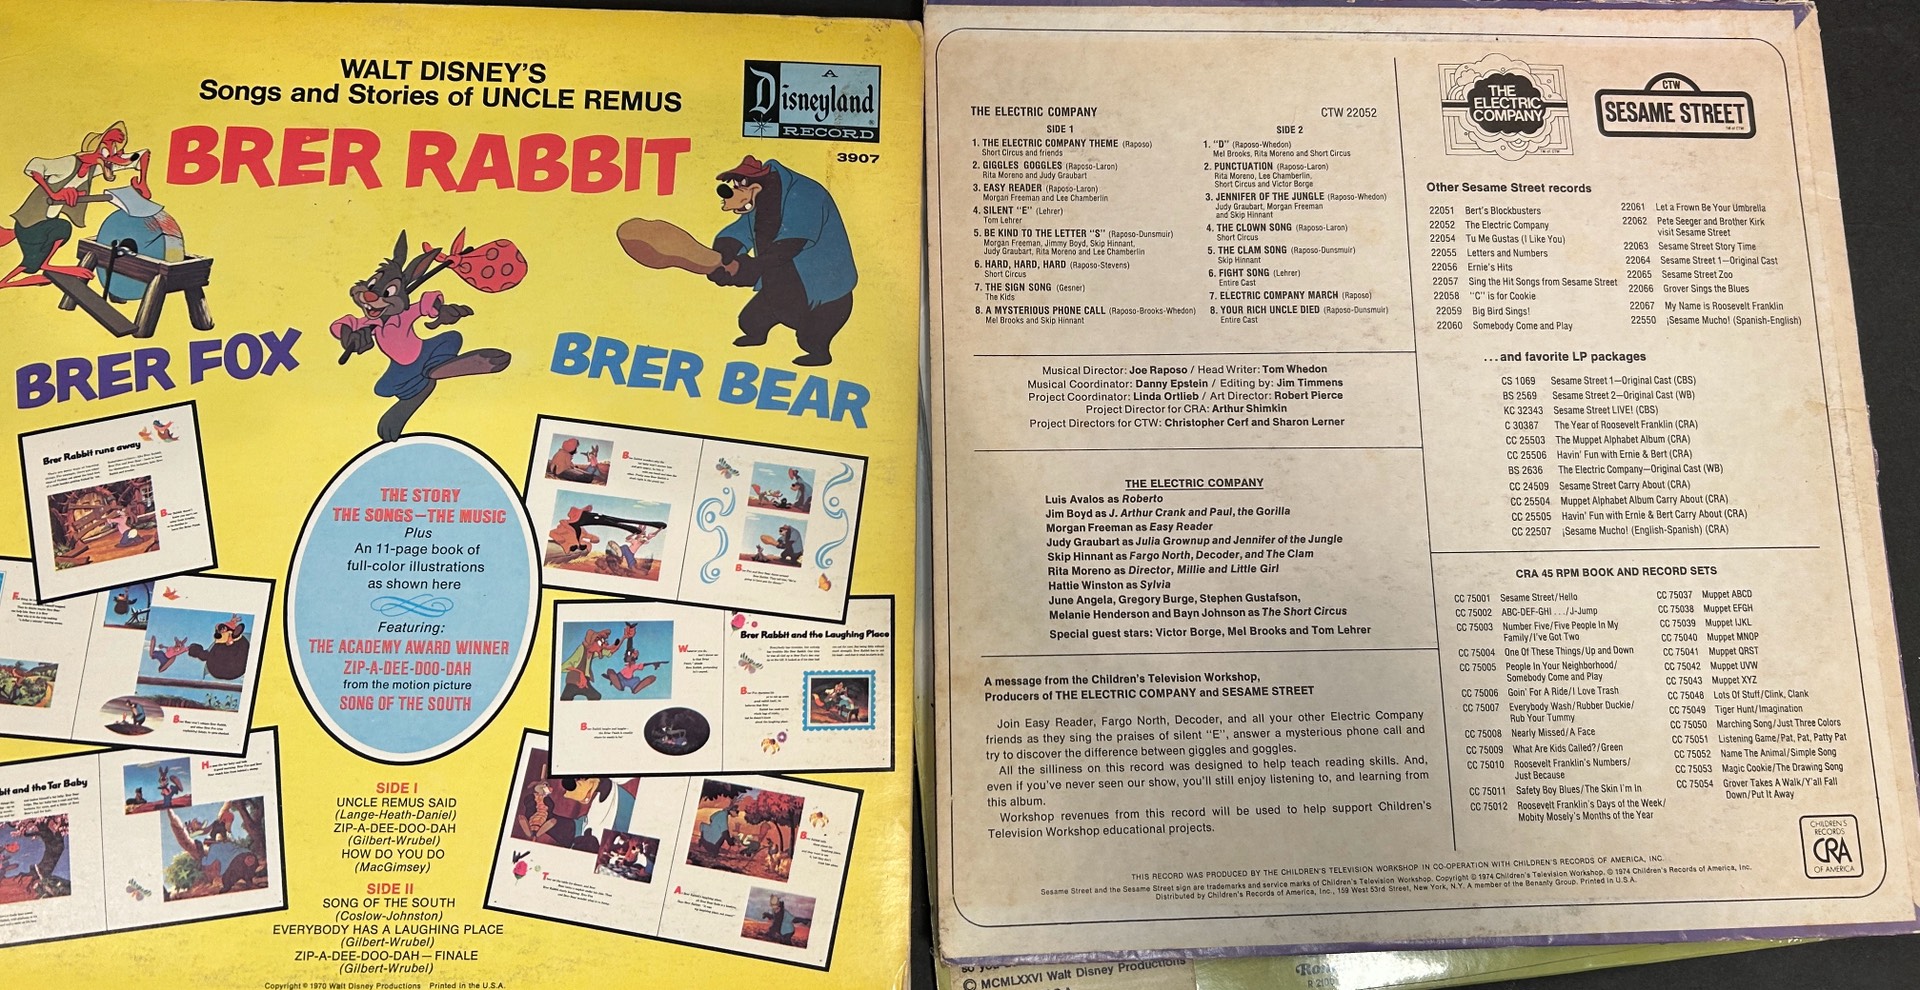 WALT DISNEY'S
Songs and Stories of UNCLE REMUS
A
Disneyland
RECORD
3907
BRER RABBIT
BRER FOX
BRER BEAR
Brer Rabbit runs away
THE STORY
THE SONGS—THE MUSIC
Plus
An 11-page book of
full-color illustrations
as shown here
Featuring:
THE ACADEMY AWARD WINNER
ZIP-A-DEE-DOO-DAH
from the motion picture
SONG OF THE SOUTH
Brer Rabbit and the Laughing Place
bit and the Tar Baby
SIDE I
UNCLE REMUS SAID
(Lange-Heath-Daniel)
ZIP-A-DEE-DOO-DAH
(Gilbert-Wrubel)
HOW DO YOU DO
(MacGimsey)
SIDE II
SONG OF THE SOUTH
(Coslow-Johnston)
EVERYBODY HAS A LAUGHING PLACE
(Gilbert-Wrubel)
ZIP-A-DEE-DOO-DAH — FINALE
(Gilbert-Wrubel)
Copyright © 1970 Walt Disney Productions Printed in the U.S.A.
THE ELECTRIC COMPANY
CTW 22052
SIDE 1
1. THE ELECTRIC COMPANY THEME (Raposo)
Short Circus and friends
2. GIGGLES GOGGLES (Raposo-Laron)
Rita Moreno and Judy Graubart
3. EASY READER (Raposo-Laron)
Morgan Freeman and Lee Chamberlin
4. SILENT "E" (Lehrer)
Tom Lehrer
5. BE KIND TO THE LETTER "S" (Raposo-Dunsmuir)
Morgan Freeman, Jimmy Boyd, Skip Hinnant,
Judy Graubart, Rita Moreno and Lee Chamberlin
6. HARD, HARD, HARD (Raposo-Stevens)
Short Circus
7. THE SIGN SONG (Gesner)
The Kids
8. A MYSTERIOUS PHONE CALL (Raposo-Brooks-Whedon)
Mel Brooks and Skip Hinnant
SIDE 2
1. "D" (Raposo-Whedon)
Mel Brooks, Rita Moreno and Short Circus
2. PUNCTUATION (Raposo-Laron)
Rita Moreno, Lee Chamberlin,
Short Circus and Victor Borge
3. JENNIFER OF THE JUNGLE (Raposo-Whedon)
Judy Graubart, Morgan Freeman
and Skip Hinnant
4. THE CLOWN SONG (Raposo-Laron)
Short Circus
5. THE CLAM SONG (Raposo-Dunsmuir)
Skip Hinnant
6. FIGHT SONG (Lehrer)
Entire Cast
7. ELECTRIC COMPANY MARCH (Raposo)
8. YOUR RICH UNCLE DIED (Raposo-Dunsmuir)
Entire Cast
Musical Director: Joe Raposo / Head Writer: Tom Whedon
Musical Coordinator: Danny Epstein / Editing by: Jim Timmens
Project Coordinator: Linda Ortlieb / Art Director: Robert Pierce
Project Director for CRA: Arthur Shimkin
Project Directors for CTW: Christopher Cerf and Sharon Lerner
THE ELECTRIC COMPANY
Luis Avalos as Roberto
Jim Boyd as J. Arthur Crank and Paul, the Gorilla
Morgan Freeman as Easy Reader
Judy Graubart as Julia Grownup and Jennifer of the Jungle
Skip Hinnant as Fargo North, Decoder, and The Clam
Rita Moreno as Director, Millie and Little Girl
Hattie Winston as Sylvia
June Angela, Gregory Burge, Stephen Gustafson,
Melanie Henderson and Bayn Johnson as The Short Circus
Special guest stars: Victor Borge, Mel Brooks and Tom Lehrer
A message from the Children's Television Workshop,
Producers of THE ELECTRIC COMPANY and SESAME STREET
Join Easy Reader, Fargo North, Decoder, and all your other Electric Company
friends as they sing the praises of silent "E", answer a mysterious phone call and
try to discover the difference between giggles and goggles.
All the silliness on this record was designed to help teach reading skills. And,
even if you've never seen our show, you'll still enjoy listening to, and learning from
this album.
Workshop revenues from this record will be used to help support Children's
Television Workshop educational projects.
THE
ELECTRIC
COMPANY
CTW
SESAME STREET
Other Sesame Street records
22051 Bert's Blockbusters
22052 The Electric Company
22054 Tu Me Gustas (I Like You)
22055 Letters and Numbers
22056 Ernie's Hits
22057 Sing the Hit Songs from Sesame Street
22058 "C" is for Cookie
22059 Big Bird Sings!
22060 Somebody Come and Play
22061 Let a Frown Be Your Umbrella
22062 Pete Seeger and Brother Kirk
visit Sesame Street
22063 Sesame Street Story Time
22064 Sesame Street 1—Original Cast
22065 Sesame Street Zoo
22066 Grover Sings the Blues
22067 My Name is Roosevelt Franklin
22550 ¡Sesame Mucho! (Spanish-English)
...and favorite LP packages
CS 1069 Sesame Street 1—Original Cast (CBS)
BS 2569 Sesame Street 2—Original Cast (WB)
KC 32343 Sesame Street LIVE! (CBS)
C 30387 The Year of Roosevelt Franklin (CRA)
CC 25503 The Muppet Alphabet Album (CRA)
CC 25506 Havin' Fun with Ernie & Bert (CRA)
BS 2636 The Electric Company—Original Cast (WB)
CC 24509 Sesame Street Carry About (CRA)
CC 25504 Muppet Alphabet Album Carry About (CRA)
CC 25505 Havin' Fun with Ernie & Bert Carry About (CRA)
CC 22507 ¡Sesame Mucho! (English-Spanish) (CRA)
CRA 45 RPM BOOK AND RECORD SETS
CC 75001 Sesame Street/Hello
CC 75002 ABC-DEF-GHI .../J-Jump
CC 75003 Number Five/Five People In My
Family/I've Got Two
CC 75004 One Of These Things/Up and Down
CC 75005 People In Your Neighborhood/
Somebody Come and Play
CC 75006 Goin' For A Ride/I Love Trash
CC 75007 Everybody Wash/Rubber Duckie/
Rub Your Tummy
CC 75008 Nearly Missed/A Face
CC 75009 What Are Kids Called?/Green
CC 75010 Roosevelt Franklin's Numbers/
Just Because
CC 75011 Safety Boy Blues/The Skin I'm In
CC 75012 Roosevelt Franklin's Days of the Week/
Mobity Mosely's Months of the Year
CC 75037 Muppet ABCD
CC 75038 Muppet EFGH
CC 75039 Muppet IJKL
CC 75040 Muppet MNOP
CC 75041 Muppet QRST
CC 75042 Muppet UVW
CC 75043 Muppet XYZ
CC 75048 Lots Of Stuff/Clink, Clank
CC 75049 Tiger Hunt/Imagination
CC 75050 Marching Song/Just Three Colors
CC 75051 Listening Game/Pat, Pat, Patty Pat
CC 75052 Name The Animal/Simple Song
CC 75053 Magic Cookie/The Drawing Song
CC 75054 Grover Takes A Walk/Y'all Fall
Down/Put It Away
CHILDREN'S
RECORDS
CRA
OF AMERICA
THIS RECORD WAS PRODUCED BY THE CHILDREN'S TELEVISION WORKSHOP IN CO-OPERATION WITH CHILDREN'S RECORDS OF AMERICA, INC.
Sesame Street and the Sesame Street sign are trademarks and service marks of Children's Television Workshop. Copyright © 1974 Children's Television Workshop. © 1974 Children's Records of America, Inc.
Distributed by Children's Records of America, Inc., 159 West 53rd Street, New York, N.Y. A member of the Benanly Group. Printed in U.S.A.
© MCMLXXVI Walt Disney Productions